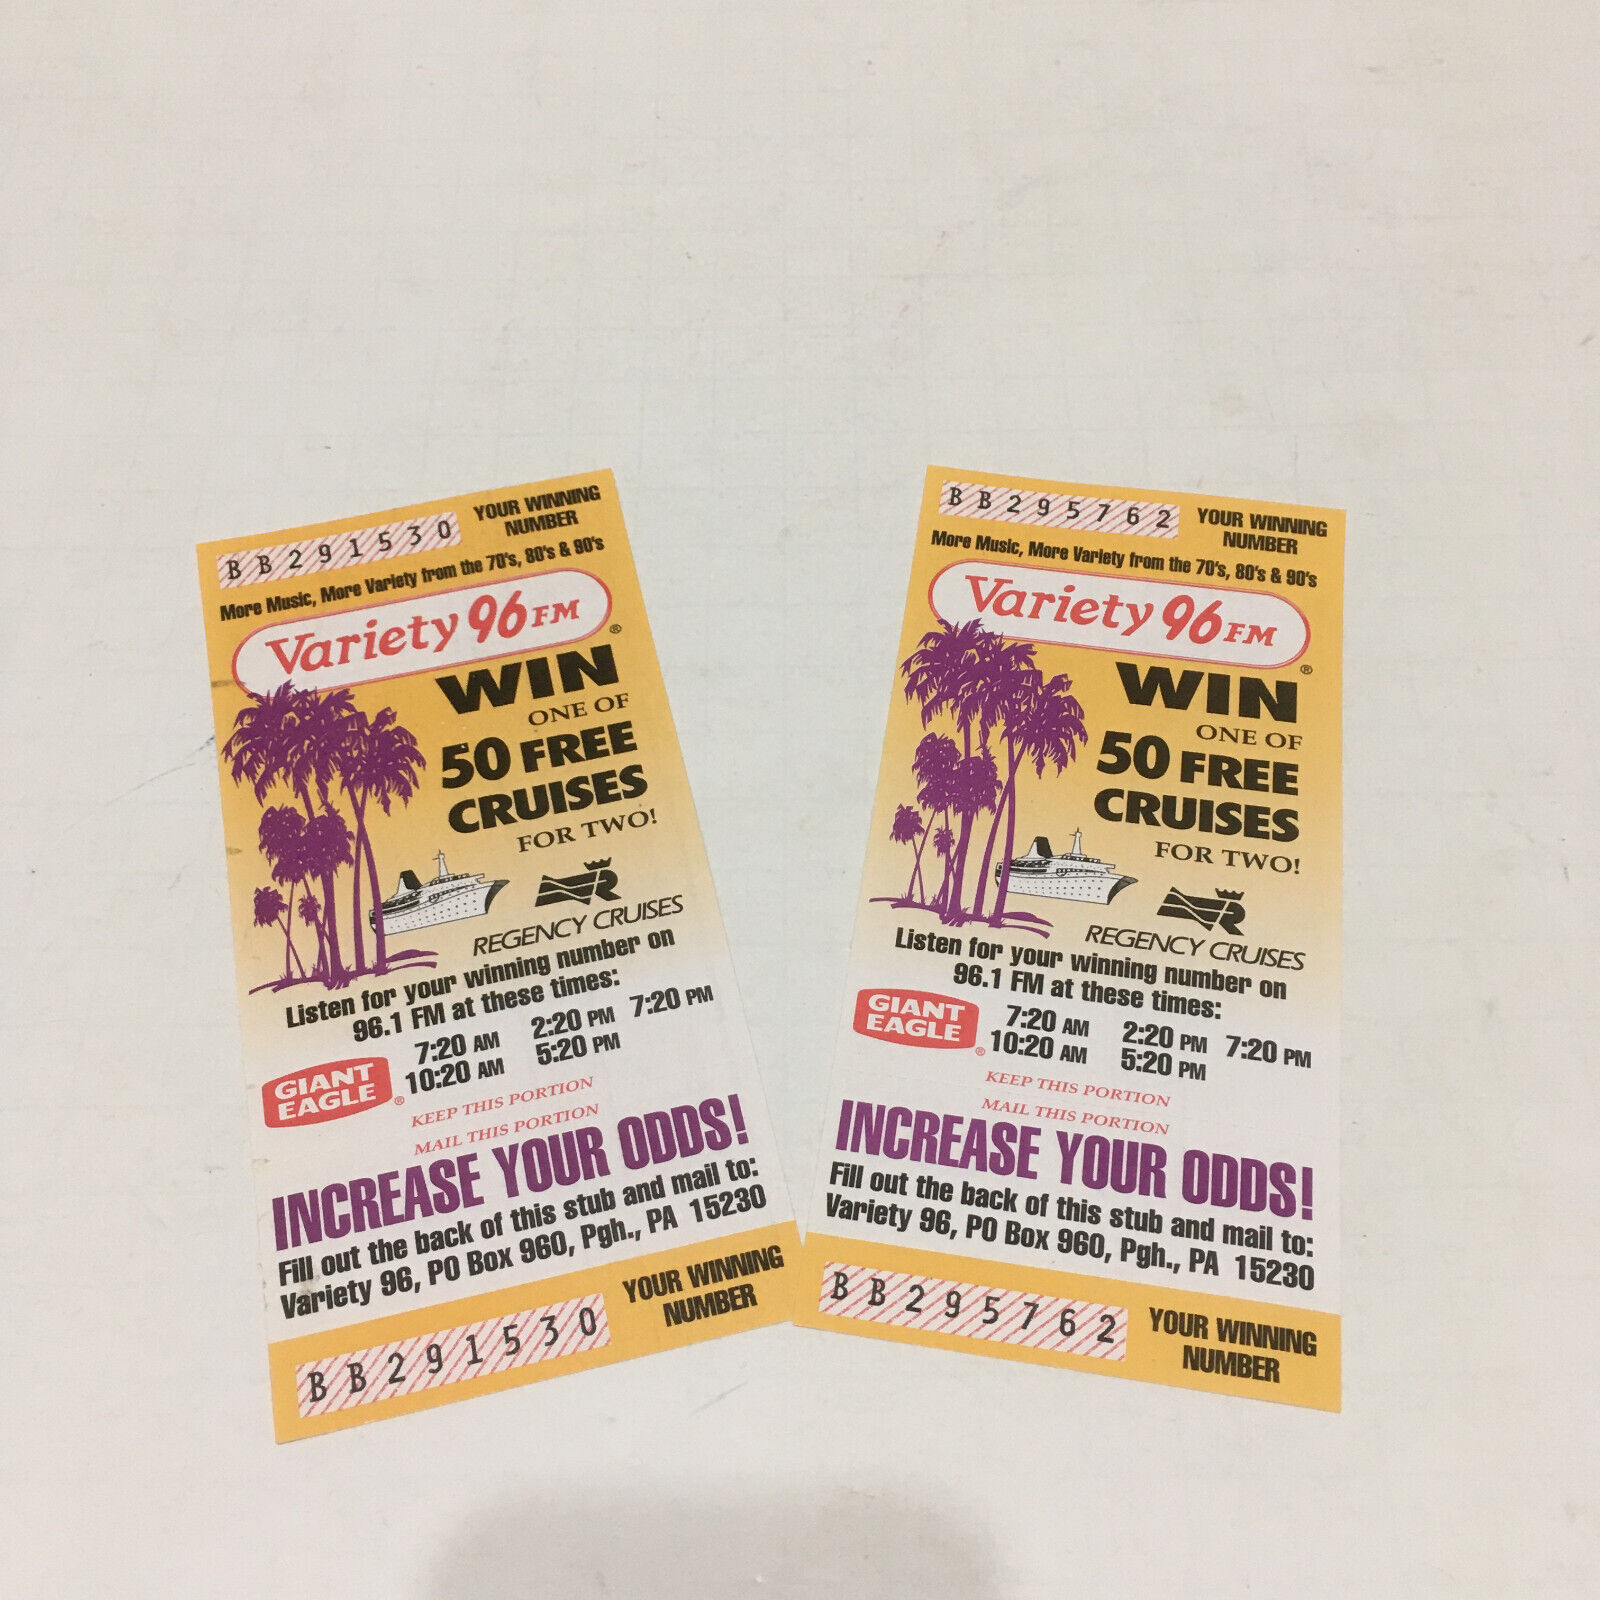 BB291530 YOUR WINNING
NUMBER
More Music, More Variety from the 70's, 80's & 90's
Variety 96 FM ®
WIN
ONE OF
50 FREE
CRUISES
FOR TWO!
REGENCY CRUISES
Listen for your winning number on
96.1 FM at these times:
7:20 AM 2:20 PM 7:20 PM
10:20 AM 5:20 PM
GIANT
EAGLE ®
KEEP THIS PORTION
MAIL THIS PORTION
INCREASE YOUR ODDS!
Fill out the back of this stub and mail to:
Variety 96, PO Box 960, Pgh., PA 15230
BB291530 YOUR WINNING
NUMBER
BB295762 YOUR WINNING
NUMBER
More Music, More Variety from the 70's, 80's & 90's
Variety 96 FM ®
WIN
ONE OF
50 FREE
CRUISES
FOR TWO!
REGENCY CRUISES
Listen for your winning number on
96.1 FM at these times:
7:20 AM 2:20 PM 7:20 PM
10:20 AM 5:20 PM
GIANT
EAGLE ®
KEEP THIS PORTION
MAIL THIS PORTION
INCREASE YOUR ODDS!
Fill out the back of this stub and mail to:
Variety 96, PO Box 960, Pgh., PA 15230
BB295762 YOUR WINNING
NUMBER